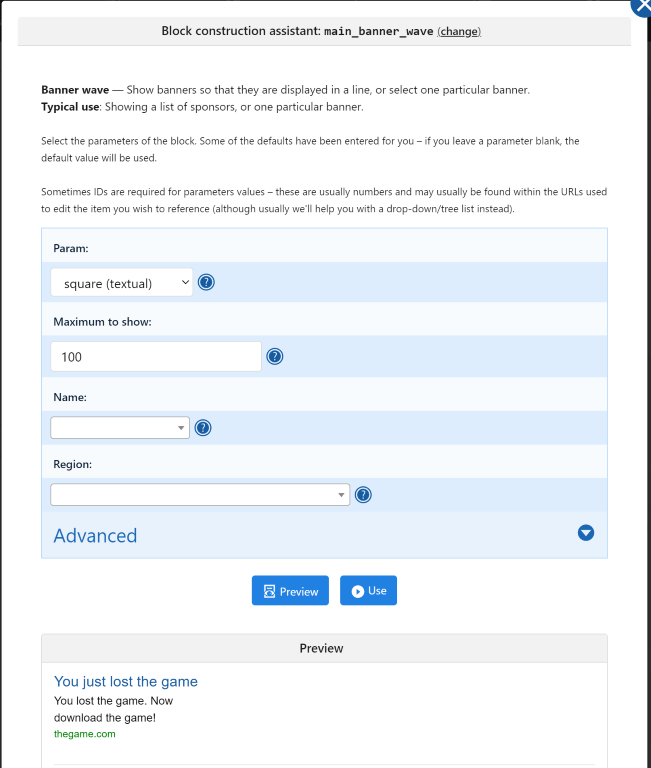 Block construction assistant: main_banner_wave (change)
Banner wave — Show banners so that they are displayed in a line, or select one particular banner.
Typical use: Showing a list of sponsors, or one particular banner.
Select the parameters of the block. Some of the defaults have been entered for you – if you leave a parameter blank, the
default value will be used.
Sometimes IDs are required for parameters values – these are usually numbers and may usually be found within the URLs used
to edit the item you wish to reference (although usually we'll help you with a drop-down/tree list instead).
Param:
square (textual)
?
Maximum to show:
100
?
Name:
?
Region:
?
Advanced
Preview
Use
Preview
You just lost the game
You lost the game. Now
download the game!
thegame.com